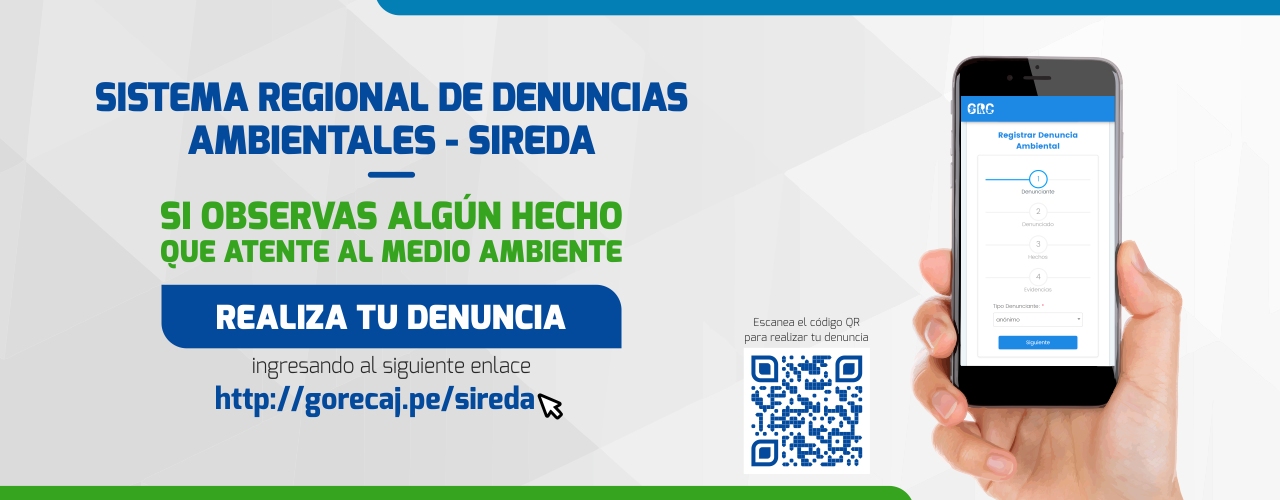 SISTEMA REGIONAL DE DENUNCIAS
AMBIENTALES - SIREDA
SI OBSERVAS ALGÚN HECHO
QUE ATENTE AL MEDIO AMBIENTE
REALIZA TU DENUNCIA
ingresando al siguiente enlace
http://gorecaj.pe/sireda
Escanea el código QR
para realizar tu denuncia
GRC
Registrar Denuncia
Ambiental
1
Denunciante
2
Denunciado
3
Hechos
4
Evidencias
Tipo Denunciante: *
anónimo
Siguiente